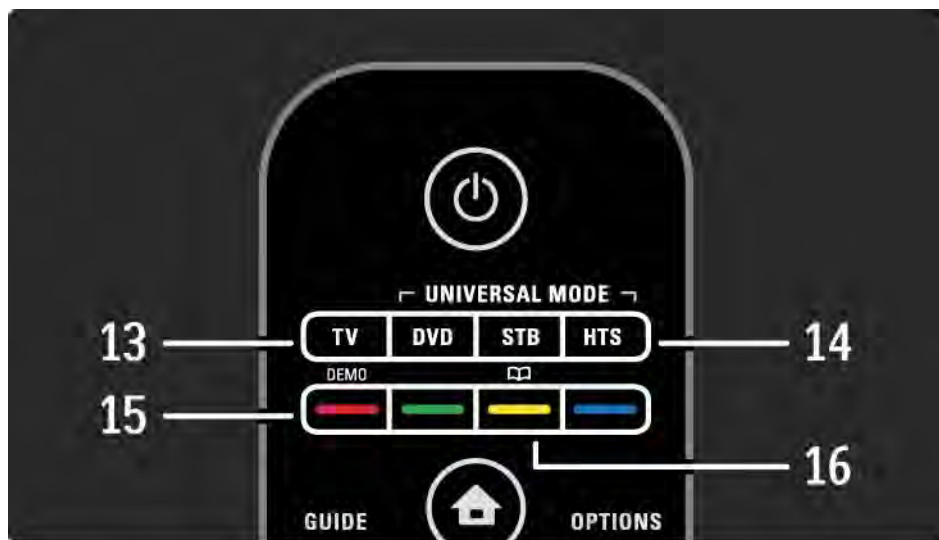 UNIVERSAL MODE
13 TV DVD STB HTS 14
DEMO
15
16
GUIDE OPTIONS